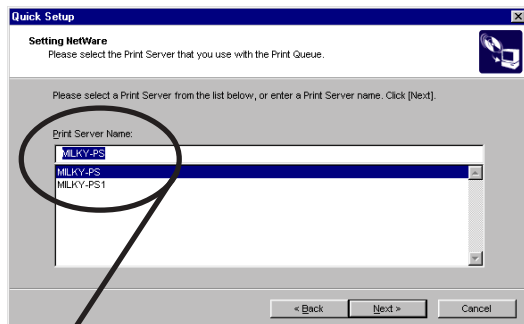 Quick Setup
Setting NetWare
Please select the Print Server that you use with the Print Queue.
Please select a Print Server from the list below, or enter a Print Server name. Click [Next].
Print Server Name:
MILKY-PS
MILKY-PS
MILKY-PS1
< Back
Next >
Cancel